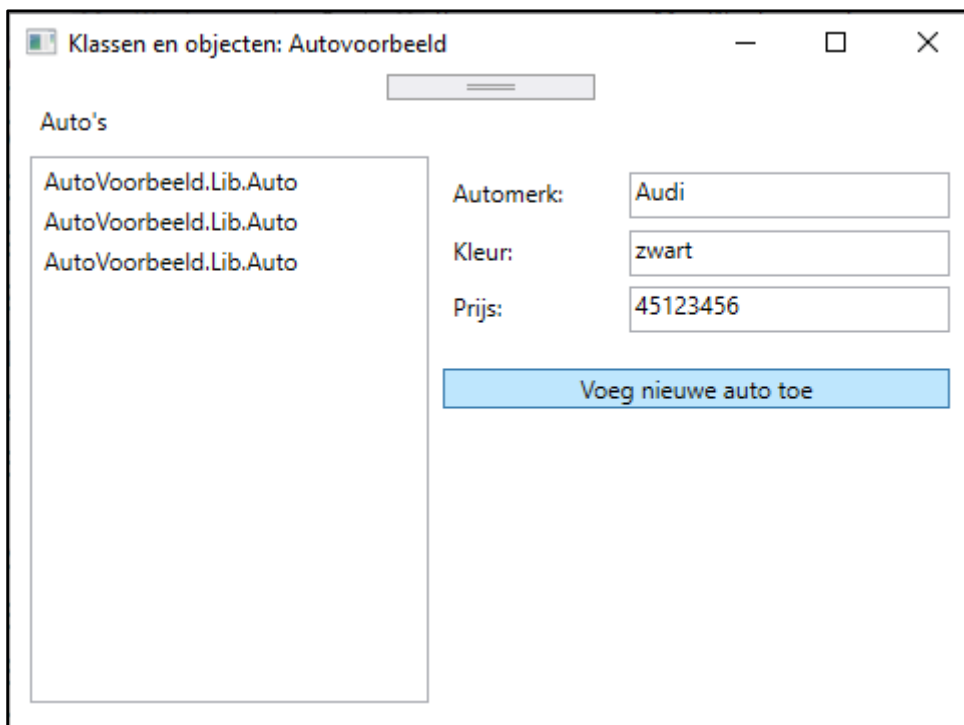 Klassen en objecten: Autovoorbeeld
Auto's
AutoVoorbeeld.Lib.Auto
AutoVoorbeeld.Lib.Auto
AutoVoorbeeld.Lib.Auto
Automerk: Audi
Kleur: zwart
Prijs: 45123456
Voeg nieuwe auto toe